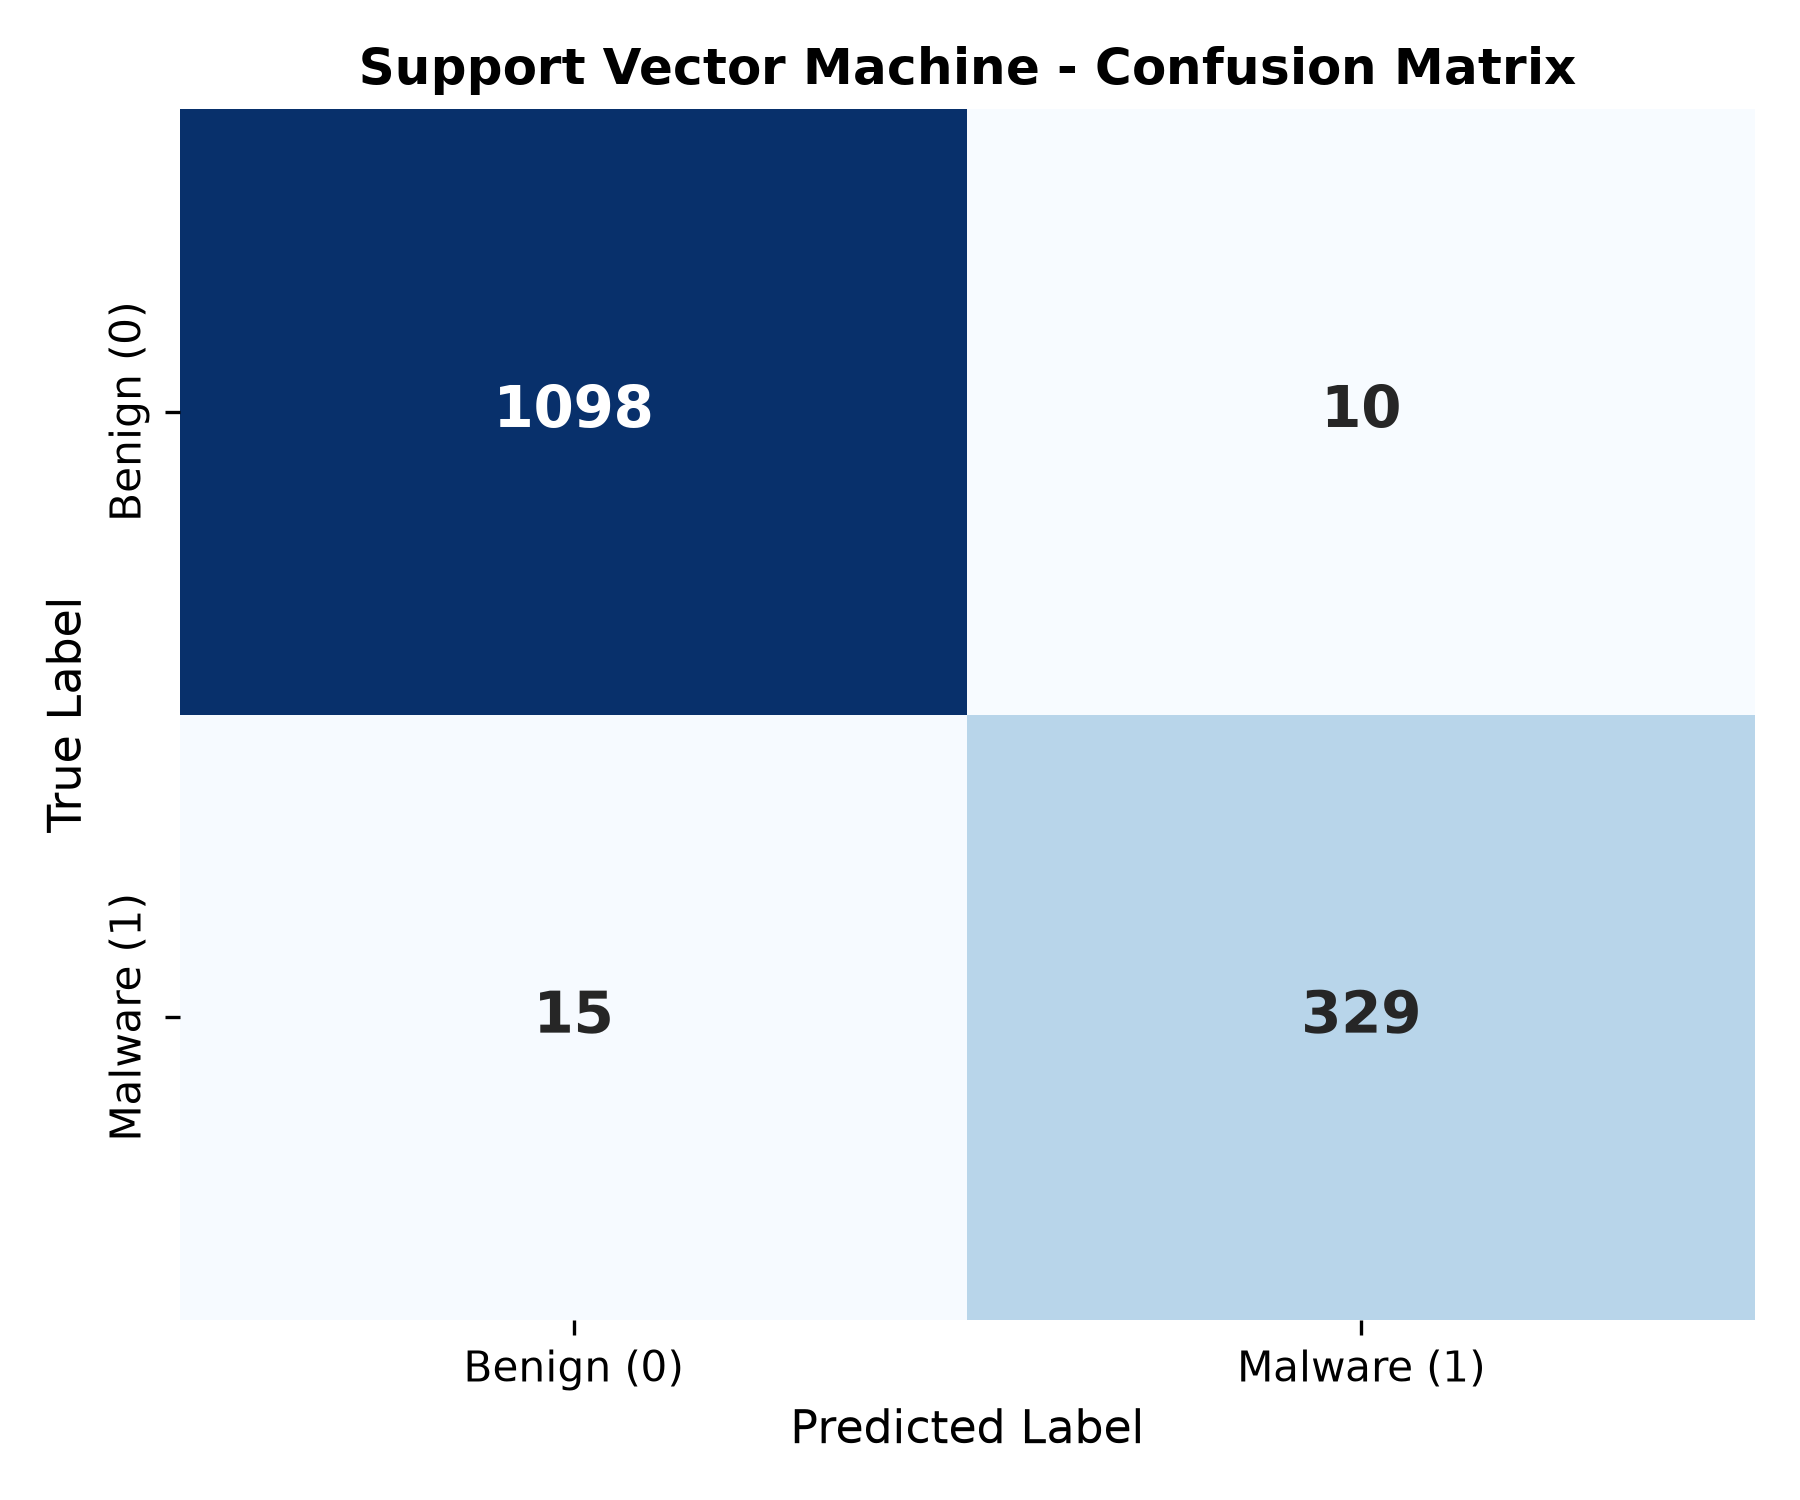 Support Vector Machine - Confusion Matrix
True Label
Benign (0)
1098
10
Malware (1)
15
329
Benign (0)
Malware (1)
Predicted Label